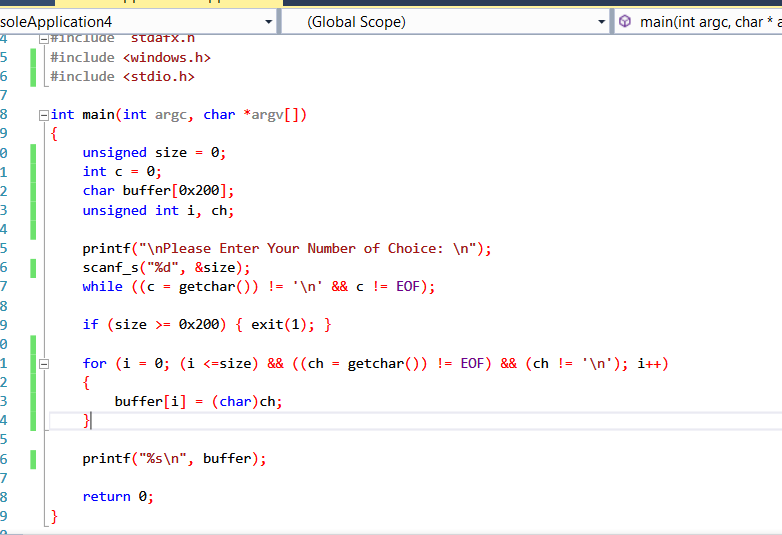 soleApplication4 (Global Scope) main(int argc, char * a
4 #include "stdafx.h
5 #include <windows.h>
6 #include <stdio.h>
7
8 int main(int argc, char *argv[])
9 {
0 unsigned size = 0;
1 int c = 0;
2 char buffer[0x200];
3 unsigned int i, ch;
4
5 printf("\nPlease Enter Your Number of Choice: \n");
6 scanf_s("%d", &size);
7 while ((c = getchar()) != '\n' && c != EOF);
8
9 if (size >= 0x200) { exit(1); }
0
1 for (i = 0; (i <=size) && ((ch = getchar()) != EOF) && (ch != '\n'); i++)
2 {
3 buffer[i] = (char)ch;
4 }
5
6 printf("%s\n", buffer);
7
8 return 0;
9 }